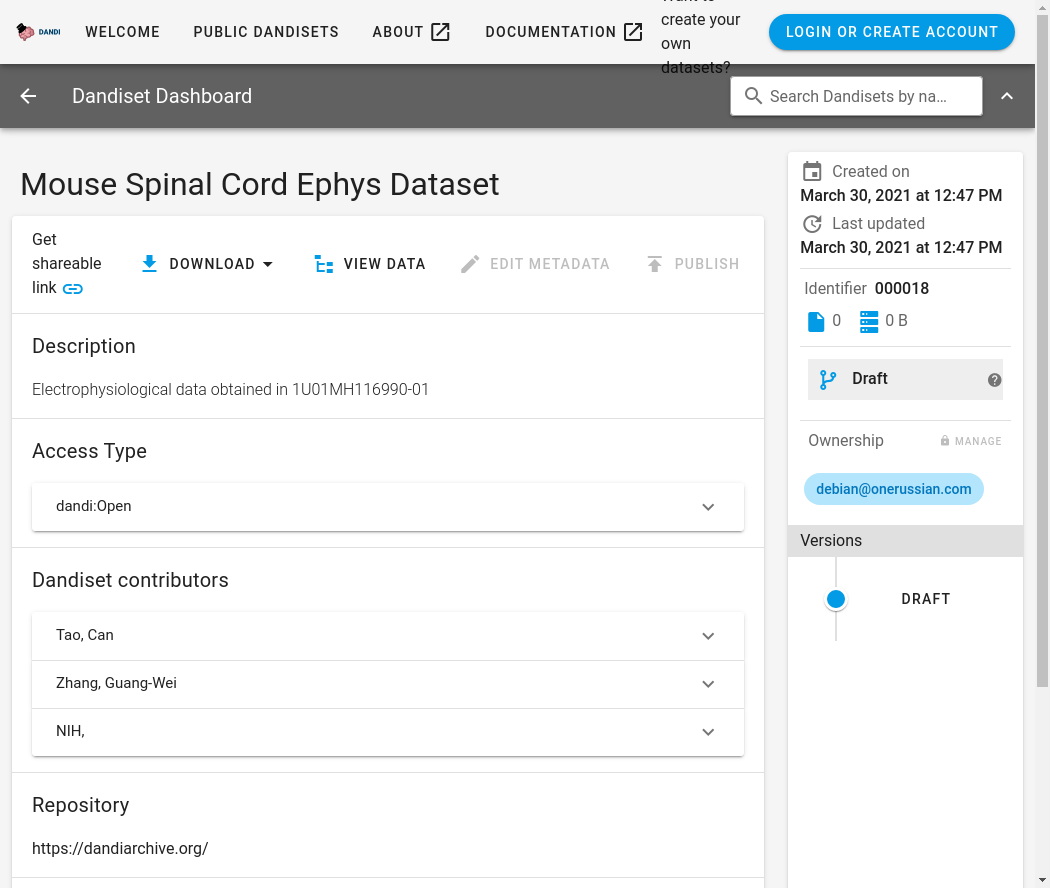 DANDI
WELCOME
PUBLIC DANDISETS
ABOUT
DOCUMENTATION
create your
own
datasets?
LOGIN OR CREATE ACCOUNT
Dandiset Dashboard
Search Dandisets by na…
Mouse Spinal Cord Ephys Dataset
Get
shareable
link
DOWNLOAD
VIEW DATA
EDIT METADATA
PUBLISH
Description
Electrophysiological data obtained in 1U01MH116990-01
Access Type
dandi:Open
Dandiset contributors
Tao, Can
Zhang, Guang-Wei
NIH,
Repository
https://dandiarchive.org/
Created on
March 30, 2021 at 12:47 PM
Last updated
March 30, 2021 at 12:47 PM
Identifier 000018
0
0 B
Draft
Ownership
MANAGE
debian@onerussian.com
Versions
DRAFT